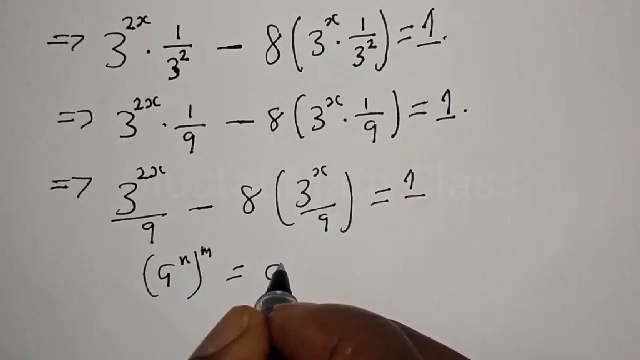 => 3^{2x} · 1/3^2 – 8(3^x · 1/3^2) = 1.
=> 3^{2x} · 1/9 – 8(3^x · 1/9) = 1.
=> 3^{2x}/9 – 8(3^x/9) = 1
(a^n)^m = a